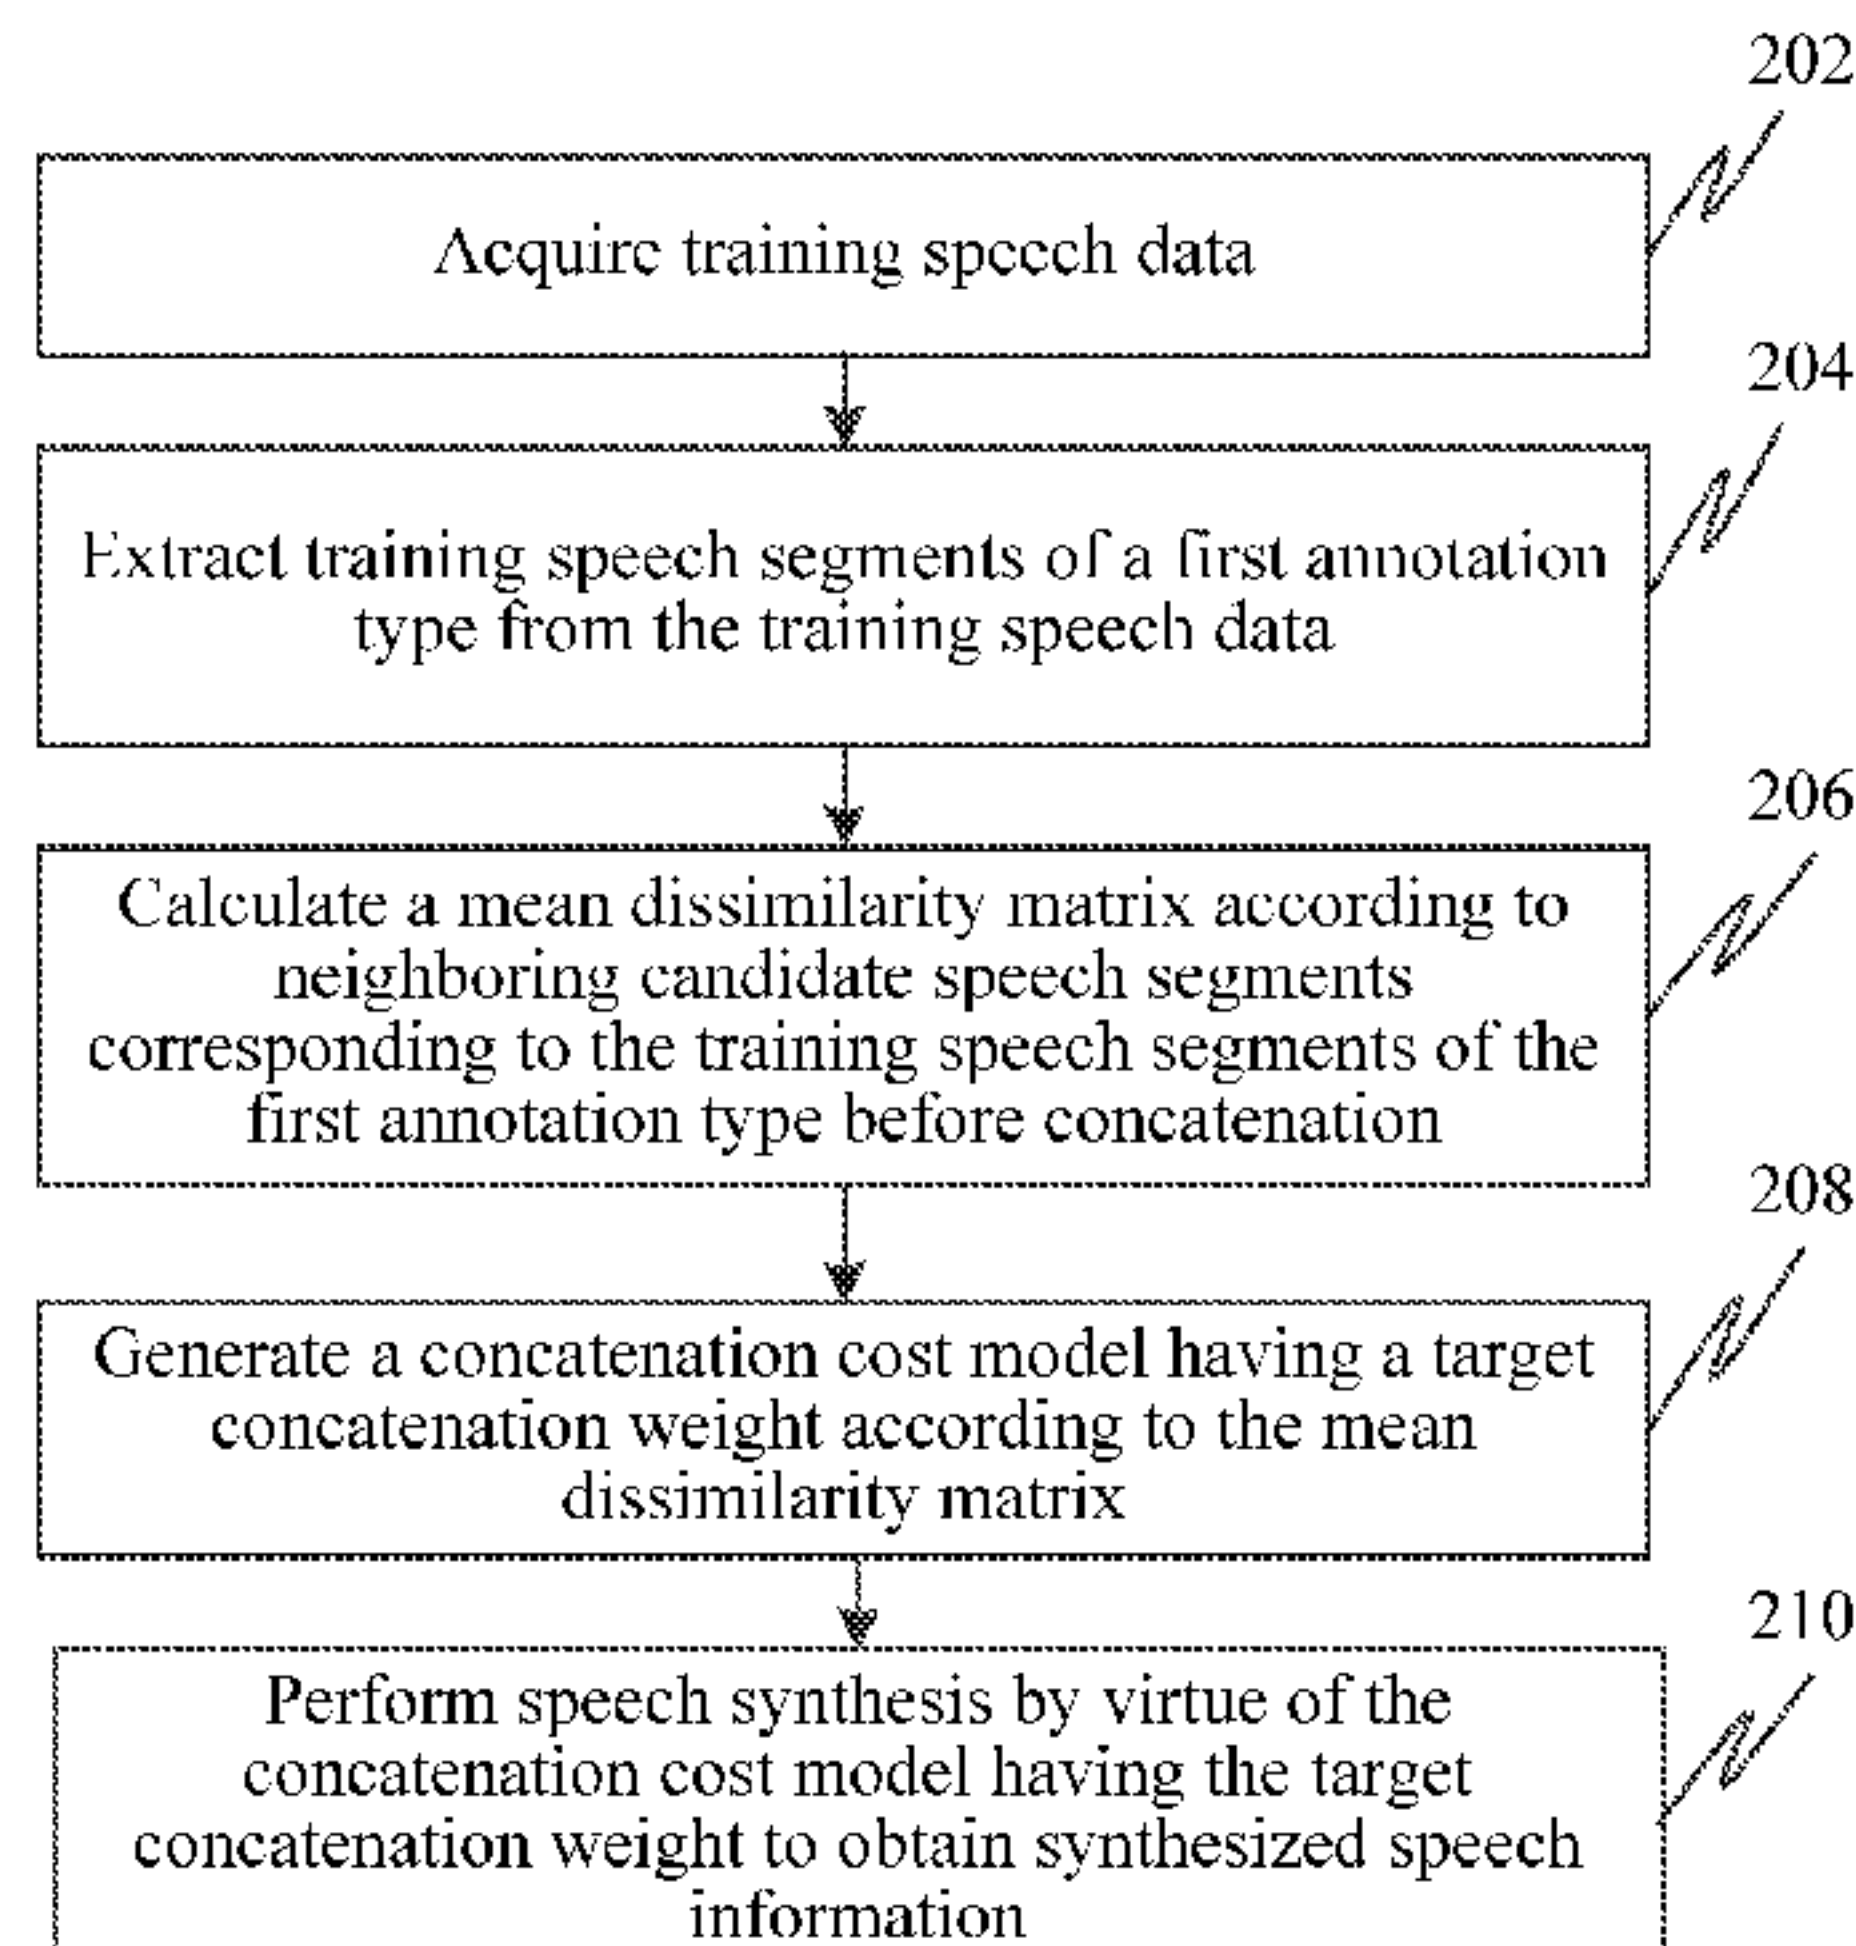 202
Acquire training speech data
204
Extract training speech segments of a first annotation
type from the training speech data
206
Calculate a mean dissimilarity matrix according to
neighboring candidate speech segments
corresponding to the training speech segments of the
first annotation type before concatenation
208
Generate a concatenation cost model having a target
concatenation weight according to the mean
dissimilarity matrix
210
Perform speech synthesis by virtue of the
concatenation cost model having the target
concatenation weight to obtain synthesized speech
information